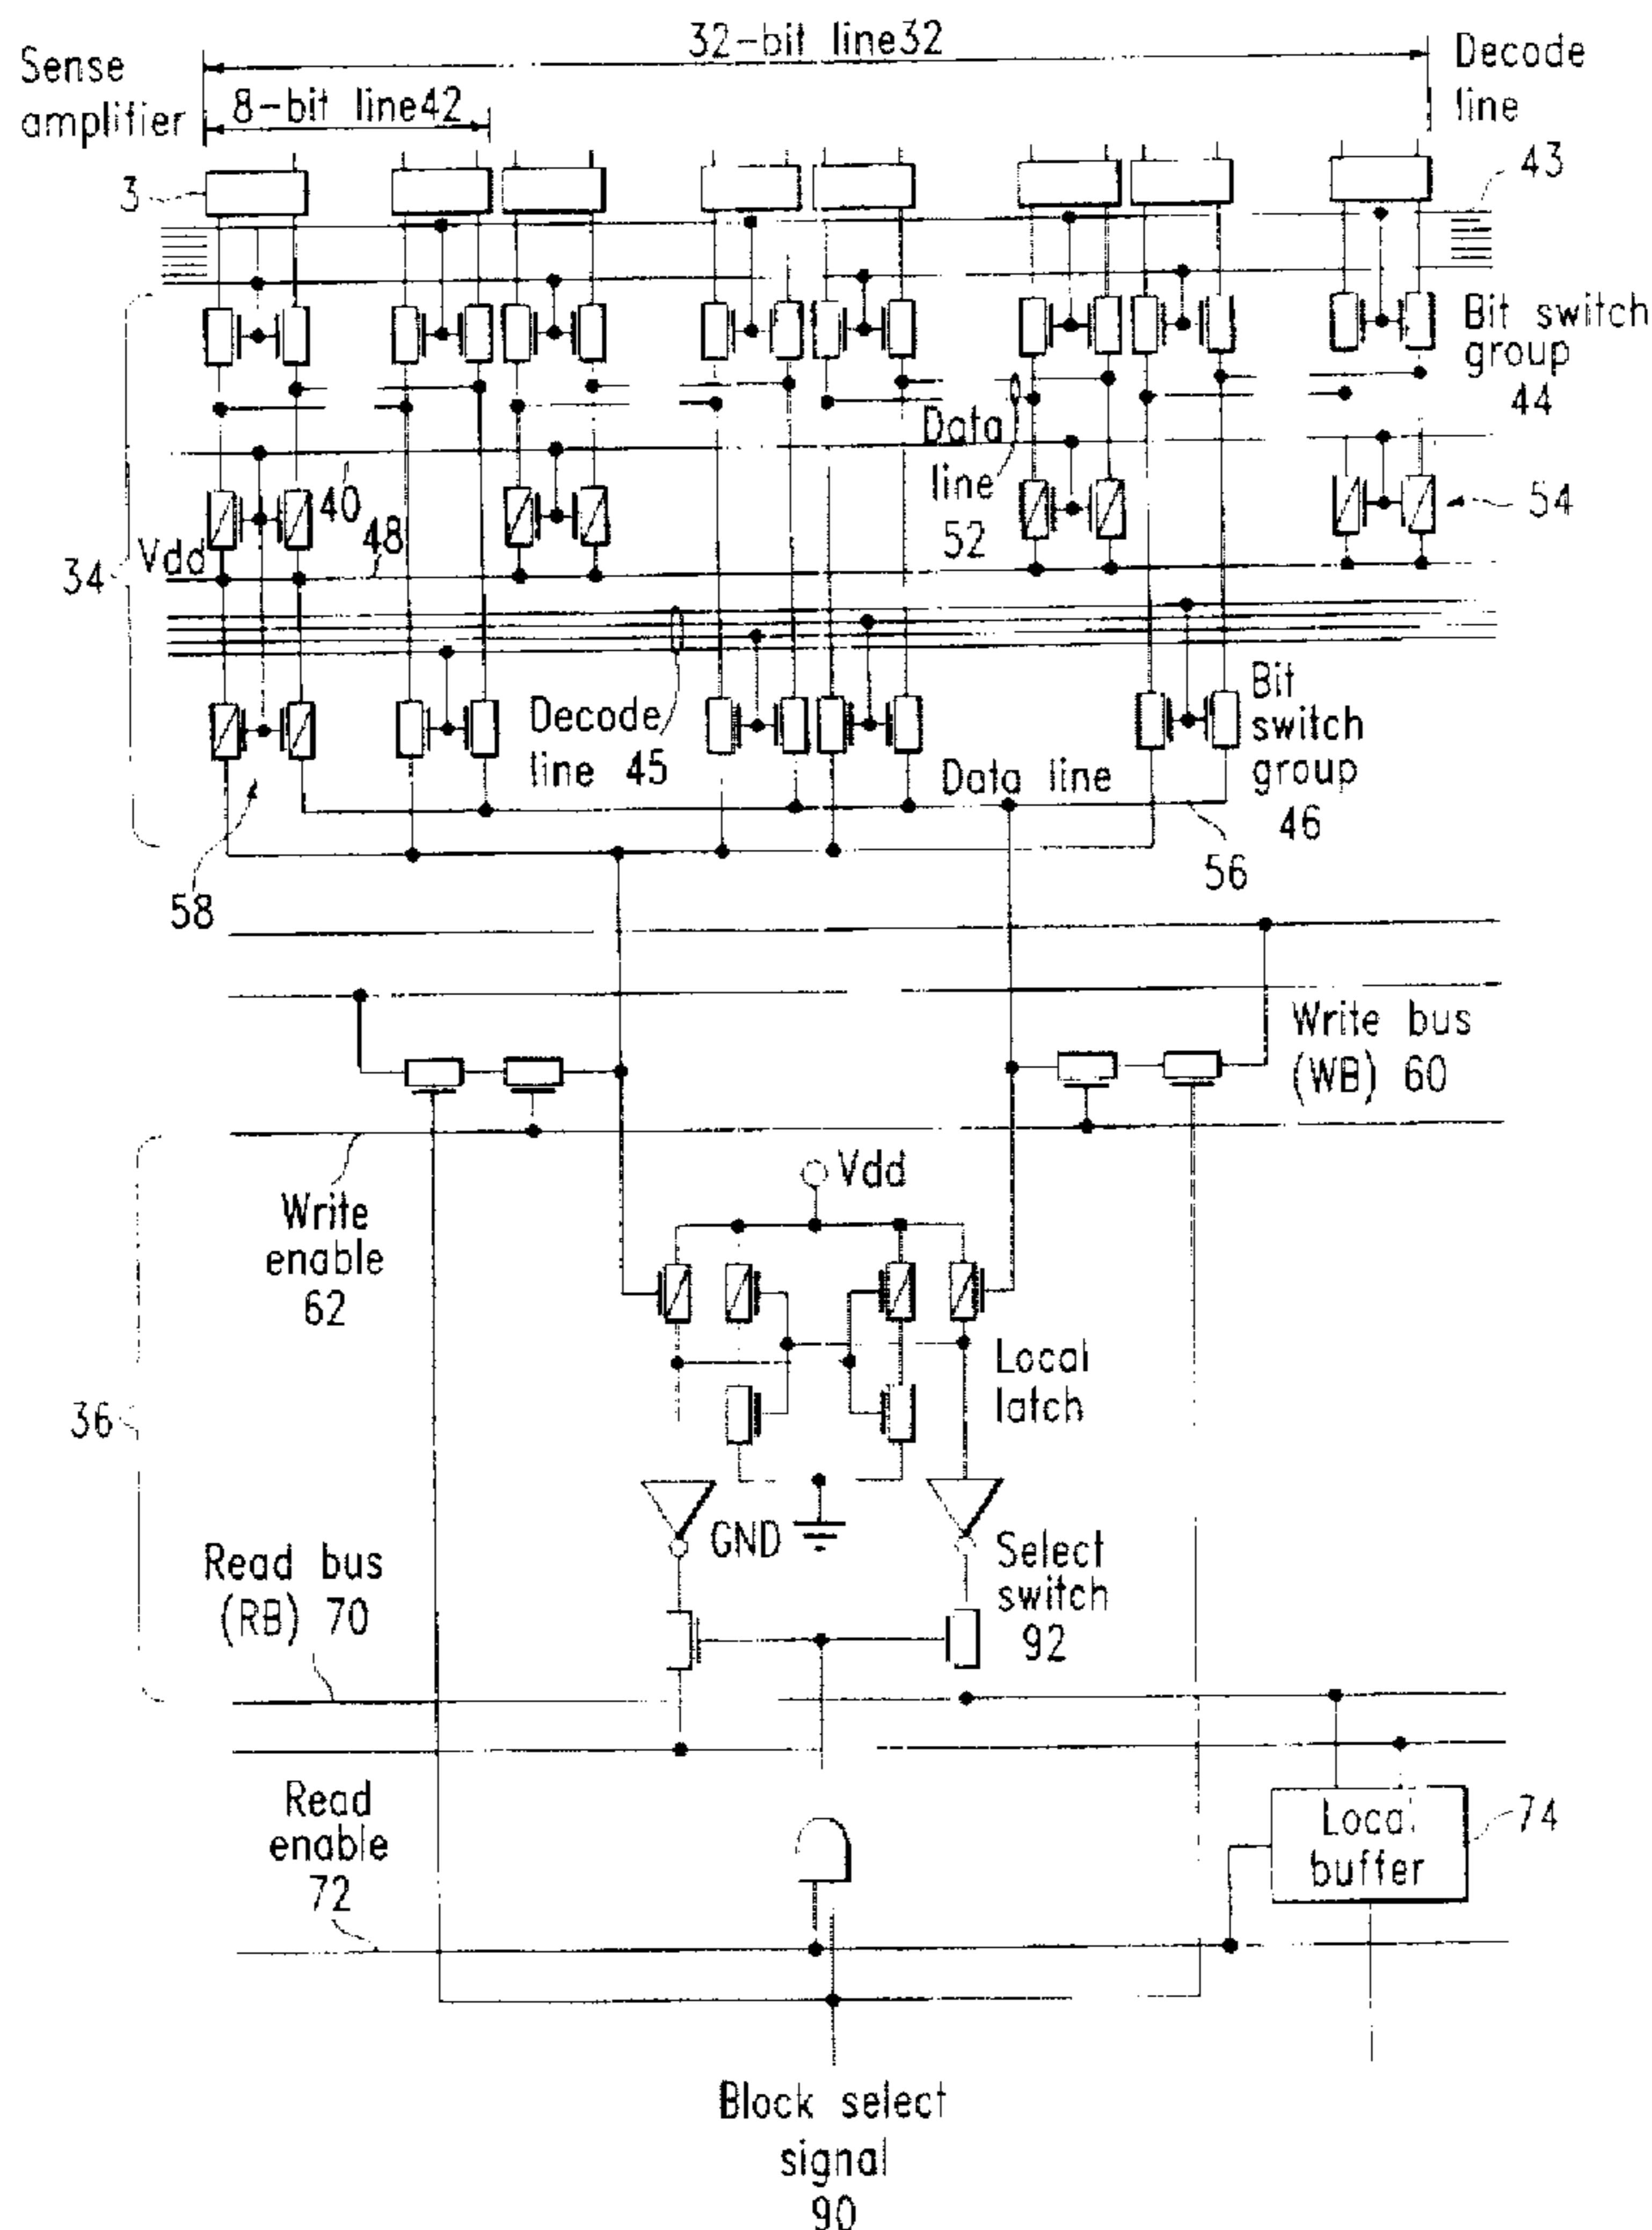 32-bit line32
Sense
amplifier
Decode
line
8-bit line42
3
43
Bit switch
group
44
Data
line
52
40
48
54
34
Vdd
Decode
line 45
Bit
switch
group
46
Data line
56
58
Write bus
(WB) 60
Vdd
Write
enable
62
Local
latch
36
GND
Select
switch
92
Read bus
(RB) 70
Read
enable
72
Local
buffer
74
Block select
signal
90